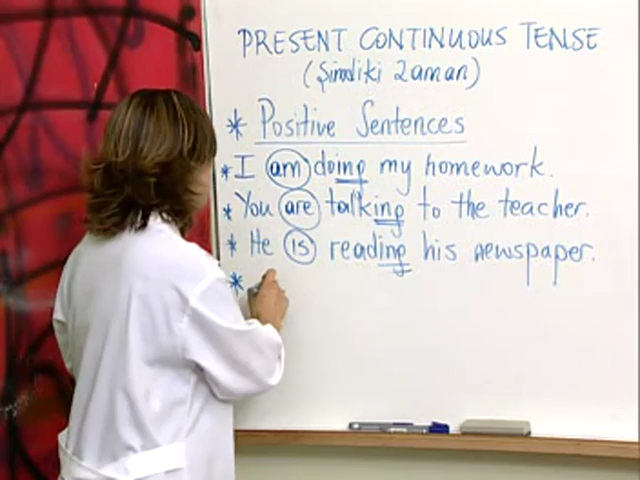 PRESENT CONTINUOUS TENSE
(Şimdiki Zaman)
* Positive Sentences
* I am doing my homework.
* You are talking to the teacher.
* He is reading his newspaper.
*